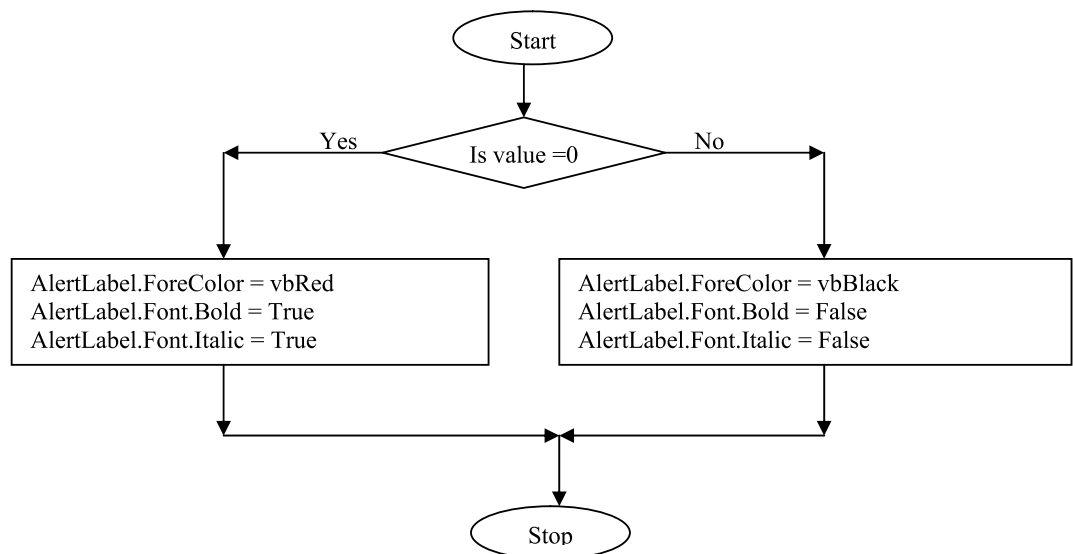 Start
Yes
Is value =0
No
AlertLabel.ForeColor = vbRed
AlertLabel.Font.Bold = True
AlertLabel.Font.Italic = True
AlertLabel.ForeColor = vbBlack
AlertLabel.Font.Bold = False
AlertLabel.Font.Italic = False
Stop